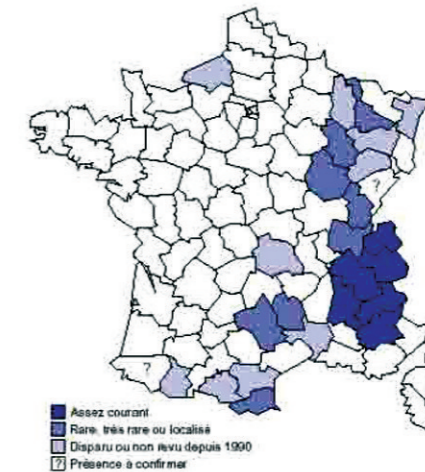 ?
?
Assez courant
Rare, très rare ou localisé
Disparu ou non revu depuis 1990
? Présence à confirmer